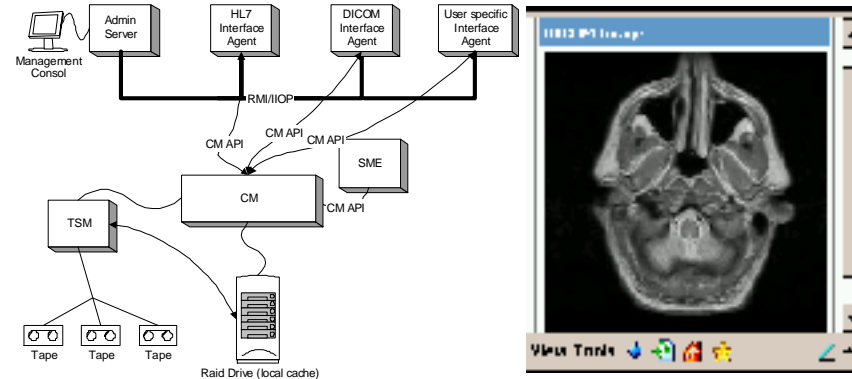 Admin
Server
HL7
Interface
Agent
DICOM
Interface
Agent
User specific
Interface
Agent
Management
Consol
RMI/IIOP
CM API
CM API
CM API
SME
CM
CM API
TSM
Tape
Tape
Tape
Raid Drive (local cache)
View Tools